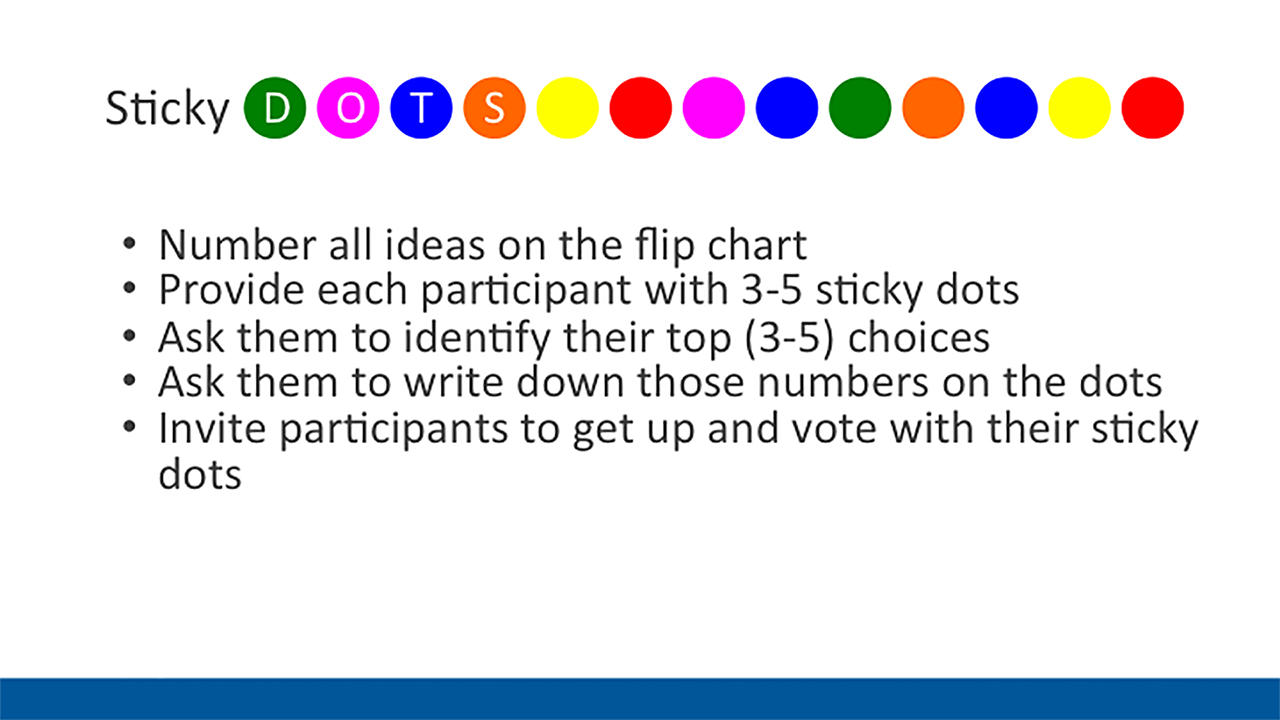 Sticky DOTS
• Number all ideas on the flip chart
• Provide each participant with 3-5 sticky dots
• Ask them to identify their top (3-5) choices
• Ask them to write down those numbers on the dots
• Invite participants to get up and vote with their sticky
dots